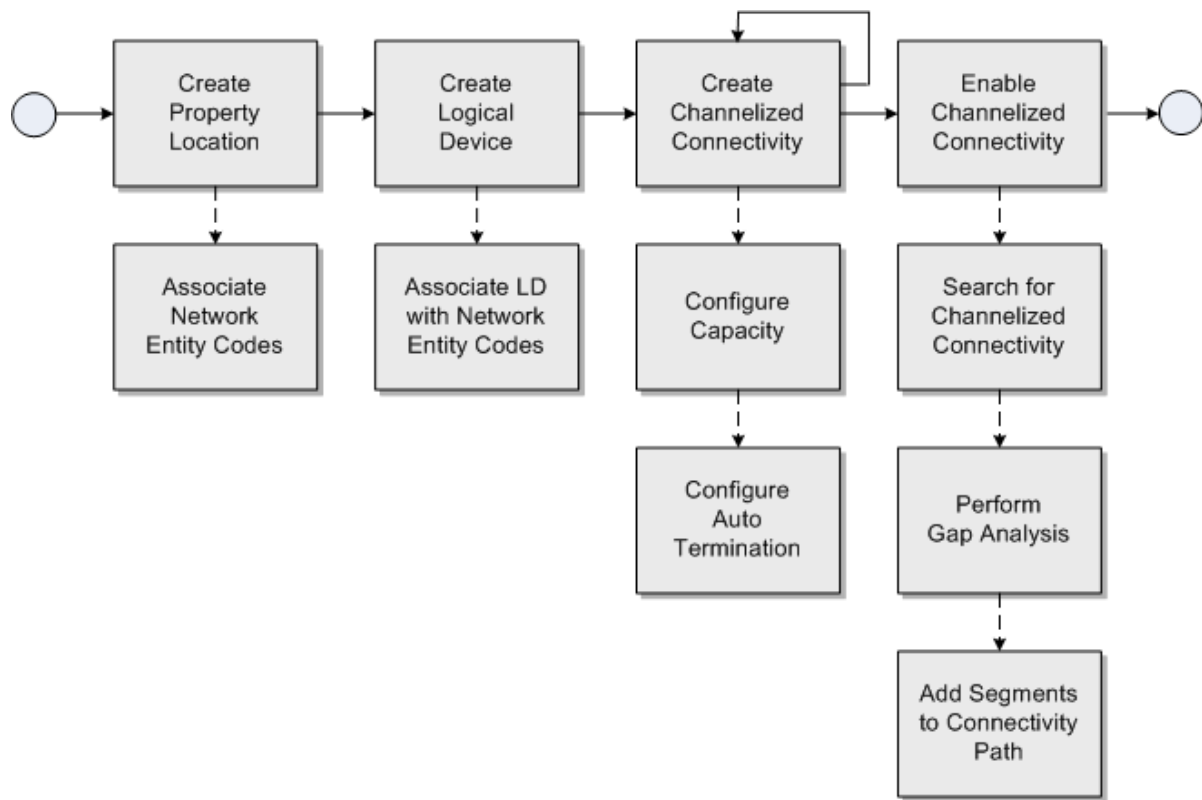 Create
Property
Location
Create
Logical
Device
Create
Channelized
Connectivity
Enable
Channelized
Connectivity
Associate
Network
Entity Codes
Associate LD
with Network
Entity Codes
Configure
Capacity
Search for
Channelized
Connectivity
Configure
Auto
Termination
Perform
Gap Analysis
Add Segments
to Connectivity
Path